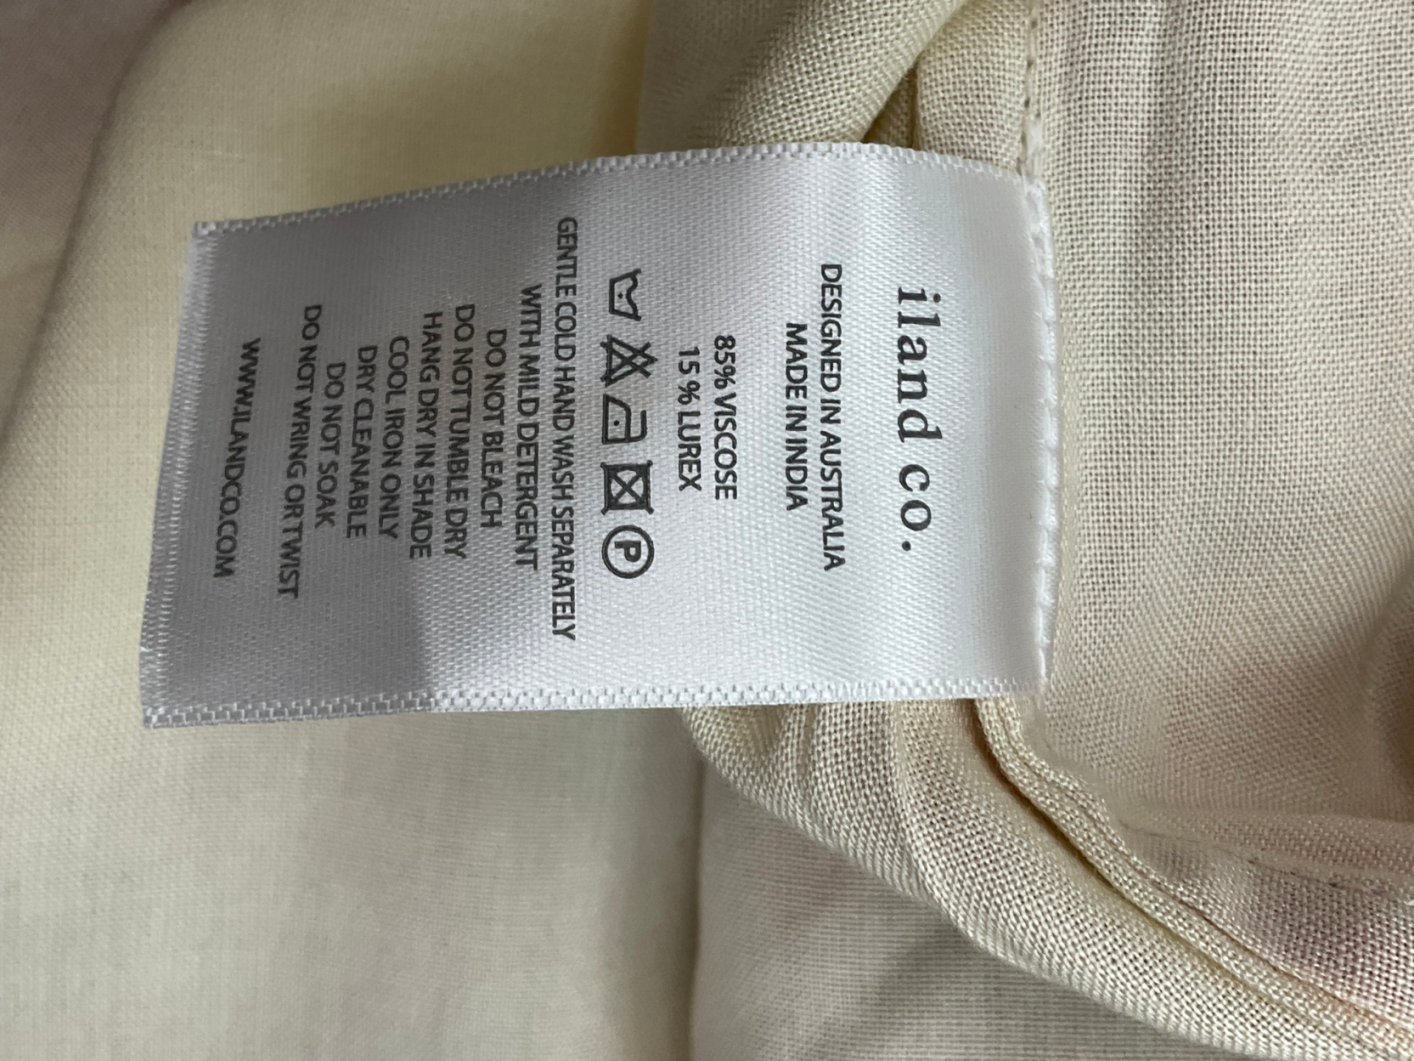 iland co.
DESIGNED IN AUSTRALIA
MADE IN INDIA
85% VISCOSE
15 % LUREX
P
GENTLE COLD HAND WASH SEPARATELY
WITH MILD DETERGENT
DO NOT BLEACH
DO NOT TUMBLE DRY
HANG DRY IN SHADE
COOL IRON ONLY
DRY CLEANABLE
DO NOT SOAK
DO NOT WRING OR TWIST
WWW.ILANDCO.COM